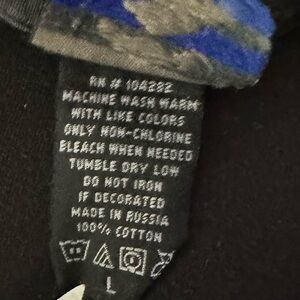 RN # 104282
MACHINE WASH WARM
WITH LIKE COLORS
ONLY NON-CHLORINE
BLEACH WHEN NEEDED
TUMBLE DRY LOW
DO NOT IRON
IF DECORATED
MADE IN RUSSIA
100% COTTON
L